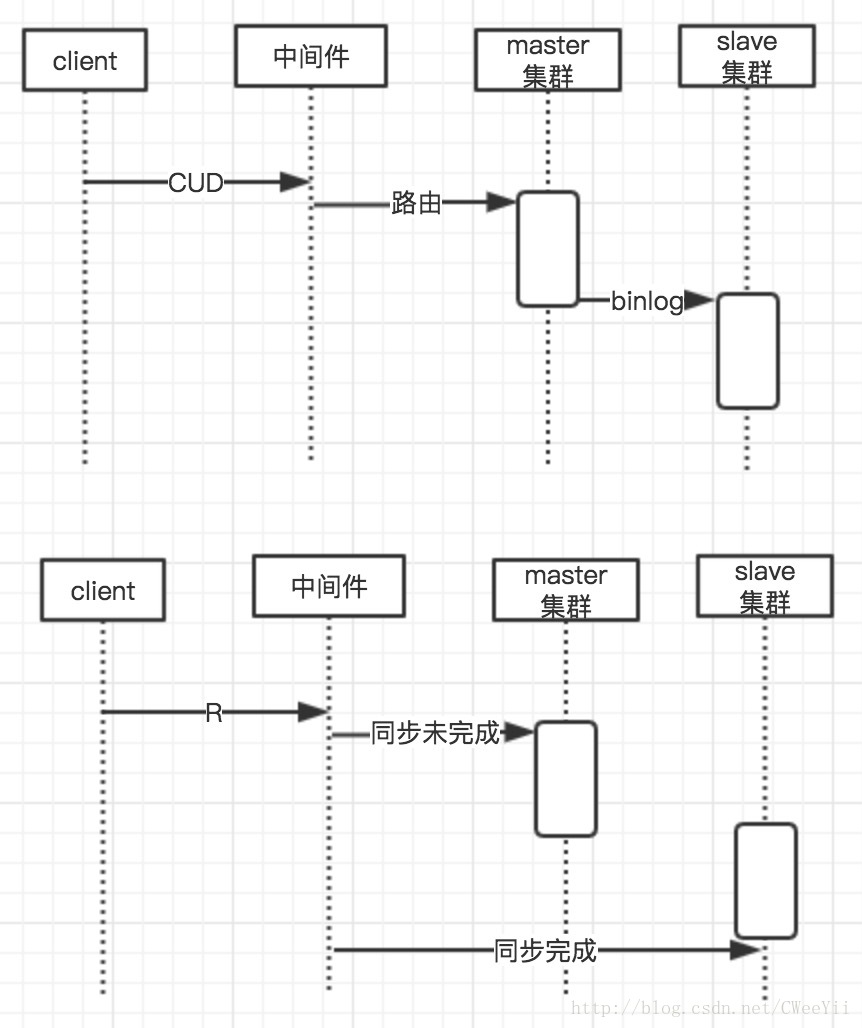 client
中间件
master
集群
slave
集群
CUD
路由
binlog
client
中间件
master
集群
slave
集群
R
同步未完成
同步完成
http://blog.csdn.net/CWeeYii